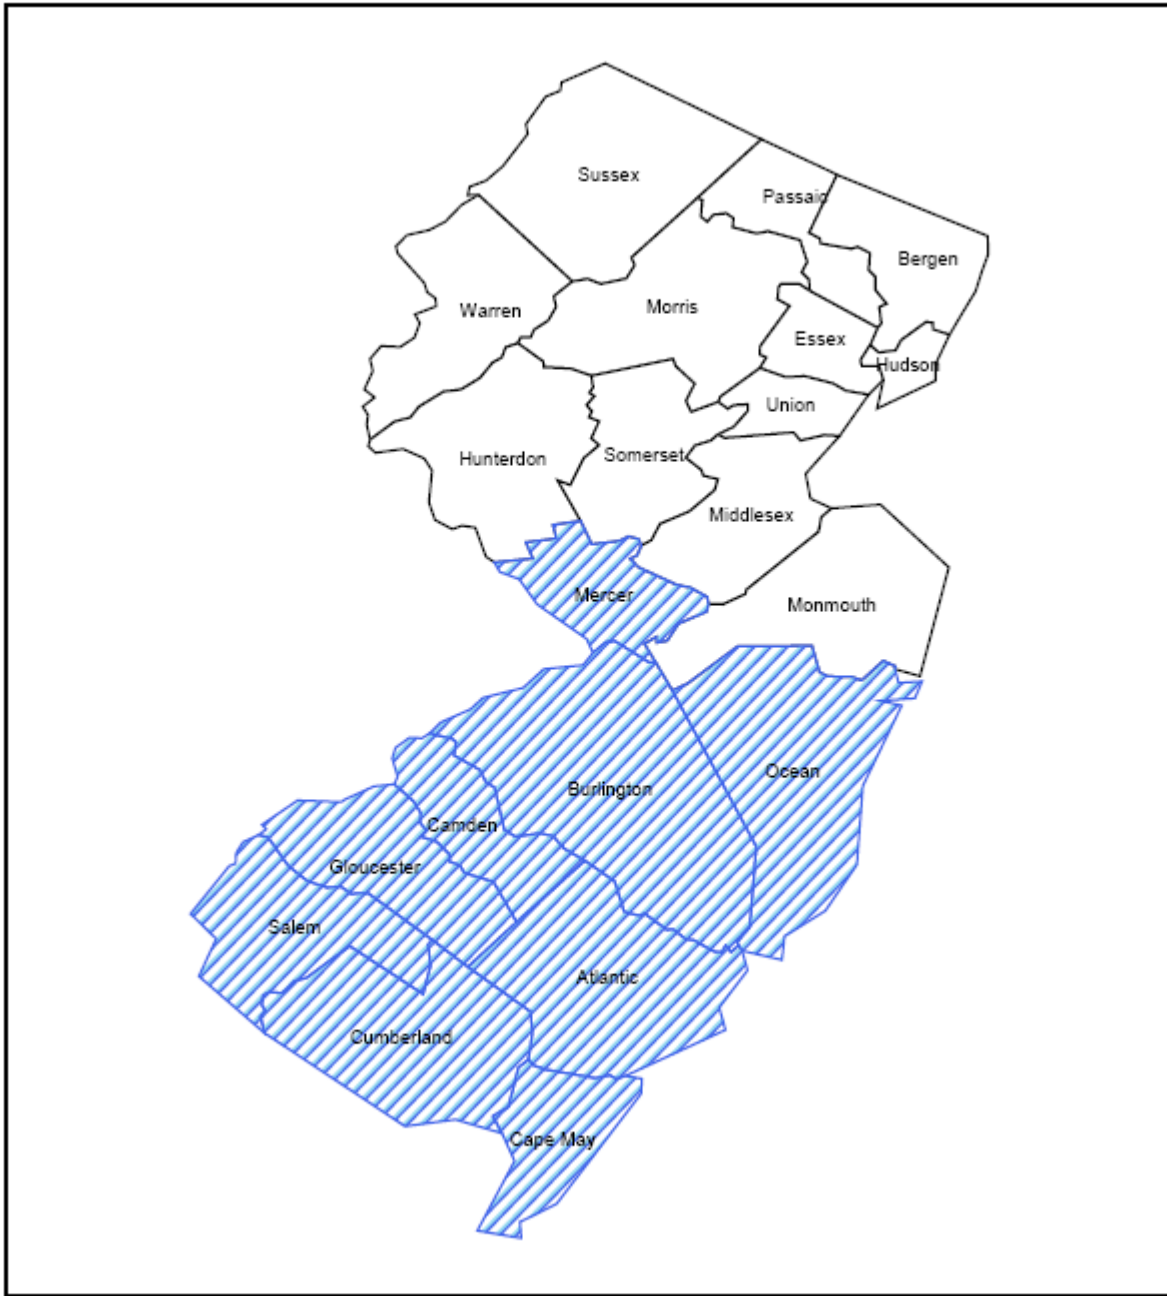 Sussex
Passaic
Bergen
Warren
Morris
Essex
Hudson
Union
Hunterdon
Somerset
Middlesex
Mercer
Monmouth
Ocean
Burlington
Camden
Gloucester
Salem
Atlantic
Cumberland
Cape May